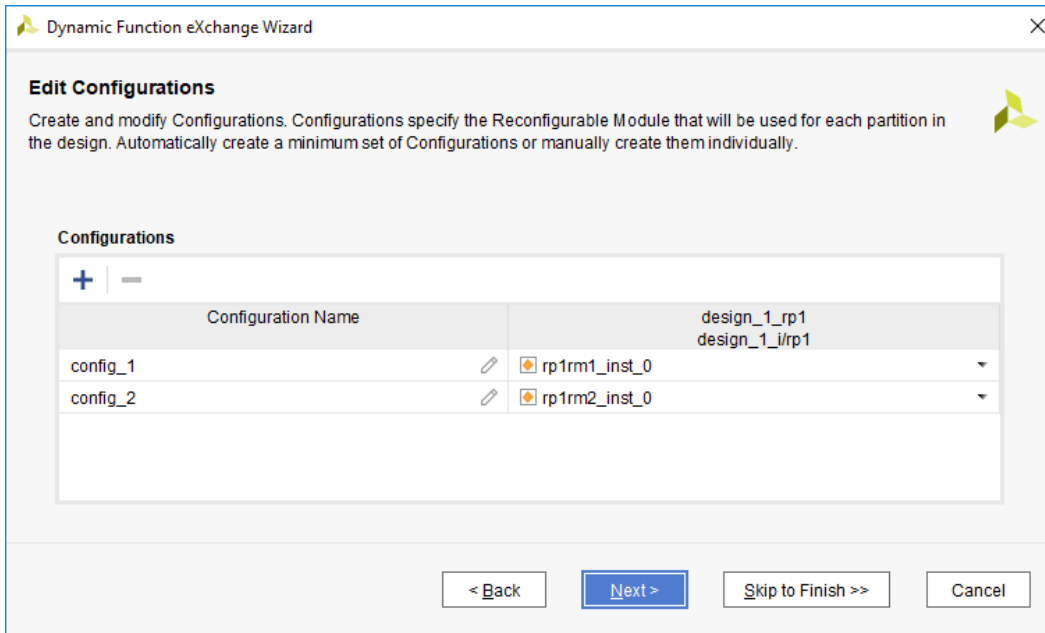 Dynamic Function eXchange Wizard
Edit Configurations
Create and modify Configurations. Configurations specify the Reconfigurable Module that will be used for each partition in
the design. Automatically create a minimum set of Configurations or manually create them individually.
Configurations
Configuration Name
design_1_rp1
design_1_i/rp1
config_1
rp1rm1_inst_0
config_2
rp1rm2_inst_0
< Back
Next >
Skip to Finish >>
Cancel